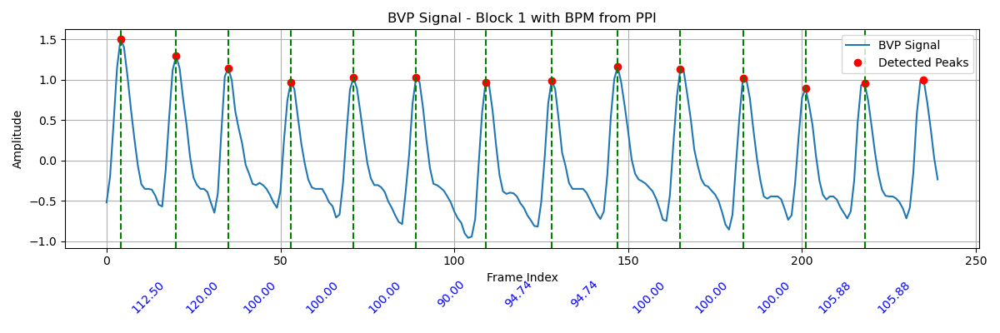 BVP Signal - Block 1 with BPM from PPI
BVP Signal
Detected Peaks
Amplitude
1.5
1.0
0.5
0.0
−0.5
−1.0
0 50 100 150 200 250
Frame Index
112.50 120.00 100.00 100.00 100.00 90.00 94.74 94.74 100.00 100.00 100.00 105.88 105.88